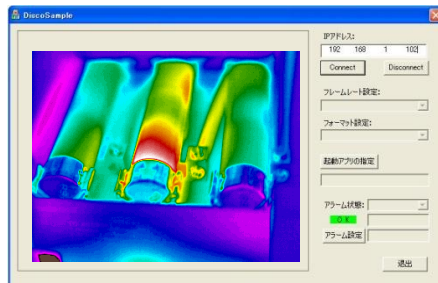 DiscoSample
IPアドレス:
192 168 1 102
Connect Disconnect
フレームレート設定:
フォーマット設定:
起動アプリの指定
アラーム状態:
OK
アラーム設定
退出